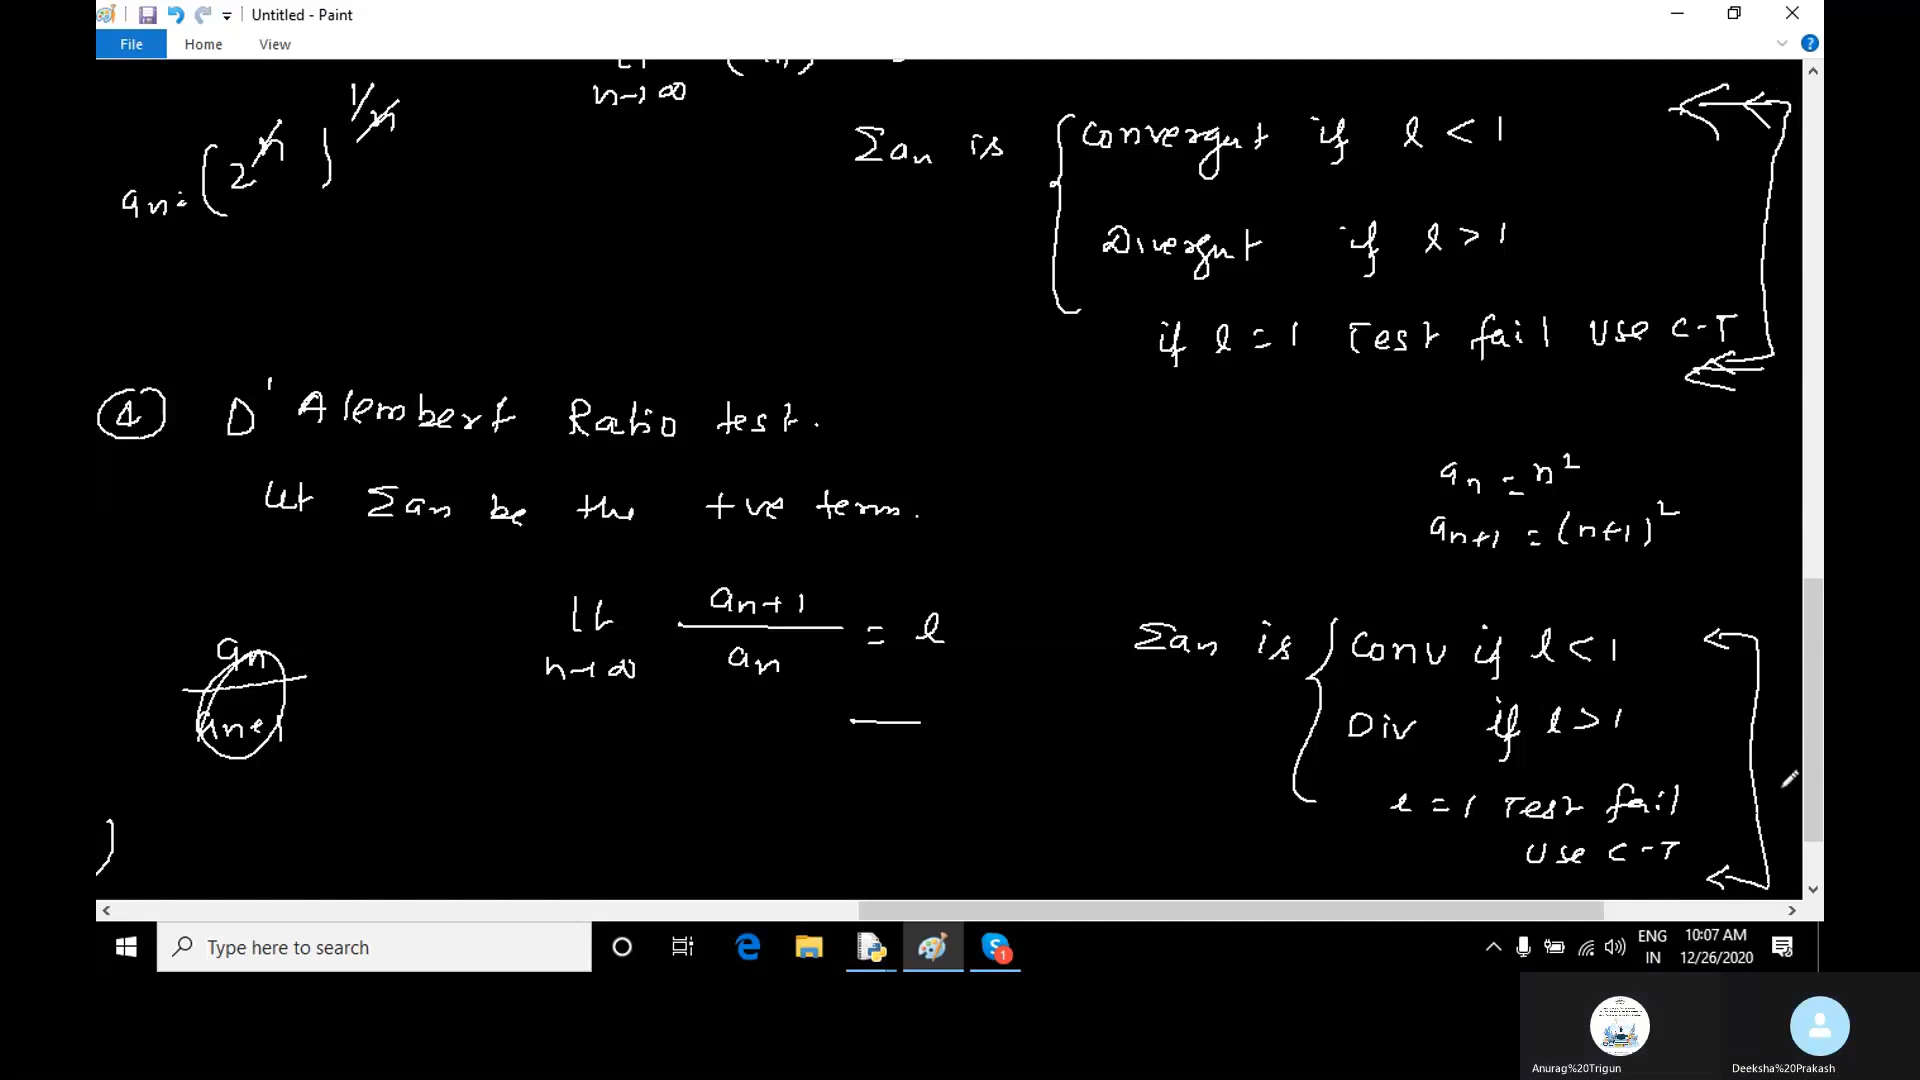 Untitled - Paint
File Home View
n→∞
an = (2^n)^1/n
Σan is { Convergent if l < 1
Divergent if l > 1
if l = 1 Test fail Use C-T
④ D'Alembert Ratio test.
Let Σan be the +ve term.
an = n²
an+1 = (n+1)²
lt n→∞ an+1 / an = l
Σan is { Conv if l < 1
Div if l > 1
l = 1 Test fail
Use C-T
an / an+1
)
Type here to search
ENG IN
10:07 AM
12/26/2020
1
Anurag%20Trigun
Deeksha%20Prakash